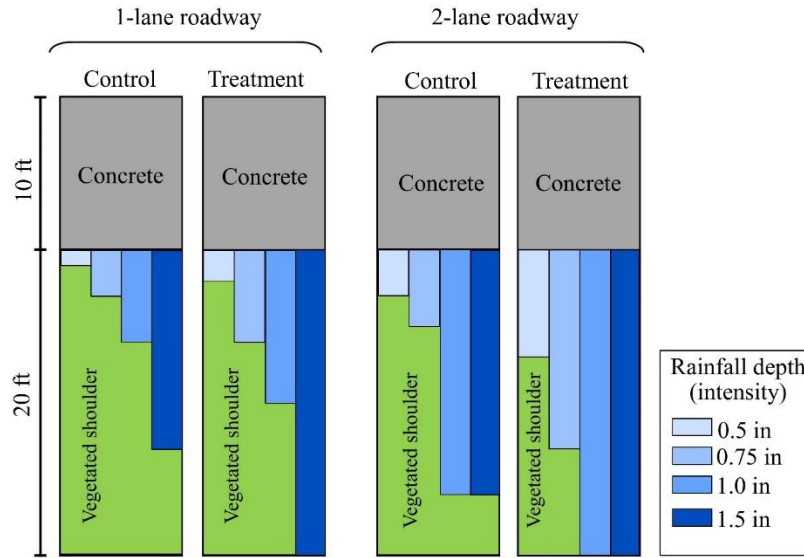 1-lane roadway
2-lane roadway
Control
Treatment
Control
Treatment
10 ft
Concrete
Concrete
Concrete
Concrete
20 ft
Vegetated shoulder
Vegetated shoulder
Vegetated shoulder
Vegetated shoulder
Rainfall depth
(intensity)
0.5 in
0.75 in
1.0 in
1.5 in